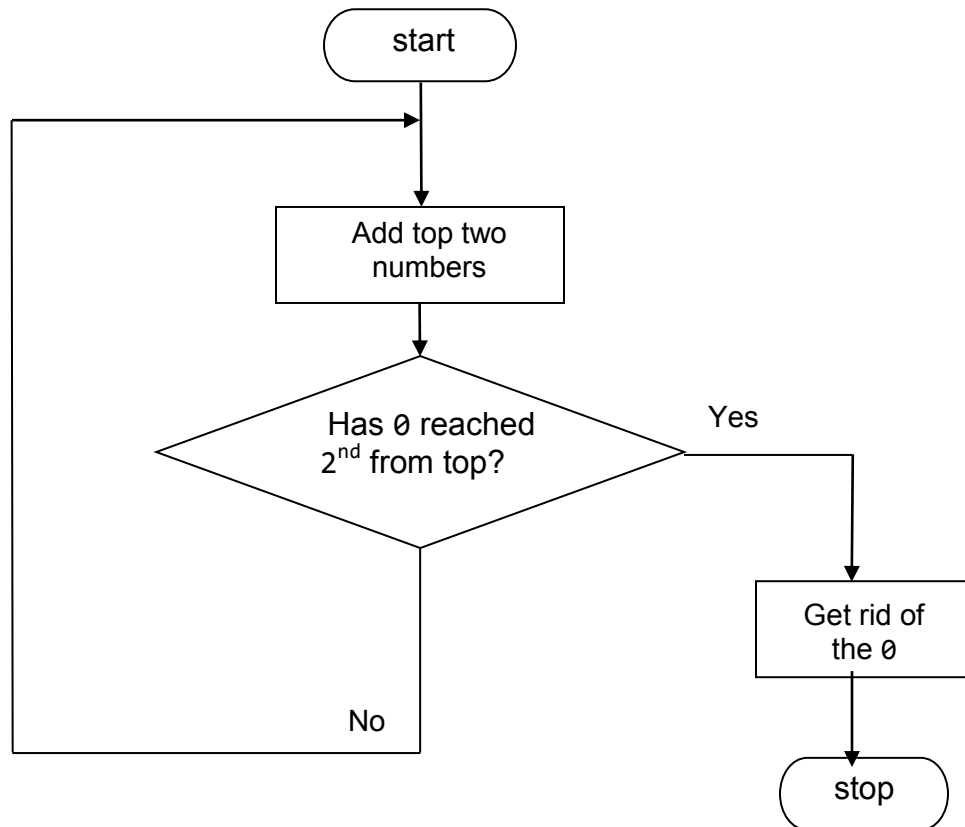 start
Add top two
numbers
Has 0 reached
2nd from top?
Yes
Get rid of
the 0
No
stop